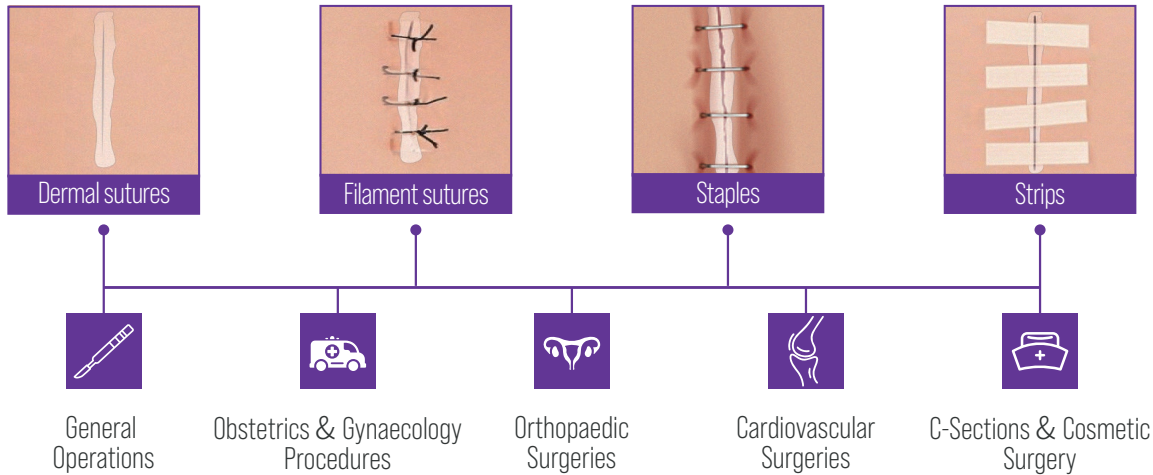 Dermal sutures
Filament sutures
Staples
Strips
General
Operations
Obstetrics & Gynaecology
Procedures
Orthopaedic
Surgeries
Cardiovascular
Surgeries
C-Sections & Cosmetic
Surgery